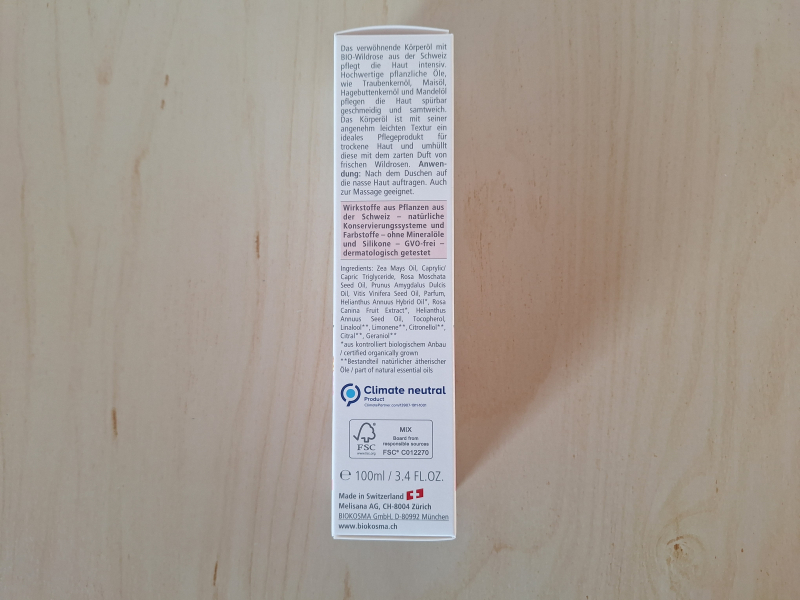 Das verwöhnende Körperöl mit
BIO-Wildrose aus der Schweiz
pflegt die Haut intensiv.
Hochwertige pflanzliche Öle,
wie Traubenkernöl, Maisöl,
Hagebuttenkernöl und Mandelöl
pflegen die Haut spürbar
geschmeidig und samtweich.
Das Körperöl ist mit seiner
angenehm leichten Textur ein
ideales Pflegeprodukt für
trockene Haut und umhüllt
diese mit dem zarten Duft von
frischen Wildrosen. Anwen-
dung: Nach dem Duschen auf
die nasse Haut auftragen. Auch
zur Massage geeignet.
Wirkstoffe aus Pflanzen aus
der Schweiz – natürliche
Konservierungssysteme und
Farbstoffe – ohne Mineralöle
und Silikone – GVO-frei –
dermatologisch getestet
Ingredients: Zea Mays Oil, Caprylic/
Capric Triglyceride, Rosa Moschata
Seed Oil, Prunus Amygdalus Dulcis
Oil, Vitis Vinifera Seed Oil, Parfum,
Helianthus Annuus Hybrid Oil*, Rosa
Canina Fruit Extract*, Helianthus
Annuus Seed Oil, Tocopherol,
Linalool**, Limonene**, Citronellol**,
Citral**, Geraniol**
*aus kontrolliert biologischem Anbau
/ certified organically grown
**Bestandteil natürlicher ätherischer
Öle / part of natural essential oils
Climate neutral
Product
FSC
www.fsc.org
MIX
Board from
responsible sources
FSC® C012270
℮ 100ml / 3.4 FL.OZ.
Made in Switzerland
Melisana AG, CH-8004 Zürich
BIOKOSMA GmbH, D-80992 München
www.biokosma.ch